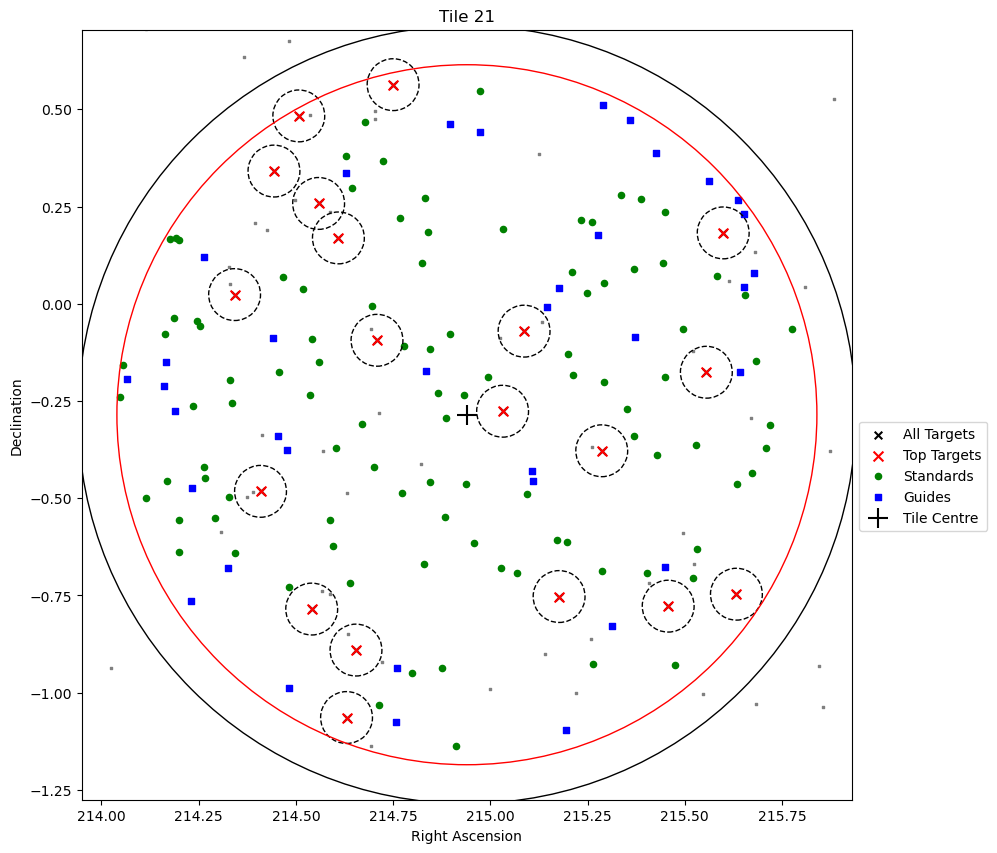 Tile 21
Declination
0.50
0.25
0.00
−0.25
−0.50
−0.75
−1.00
−1.25
214.00 214.25 214.50 214.75 215.00 215.25 215.50 215.75
Right Ascension
All Targets
Top Targets
Standards
Guides
Tile Centre